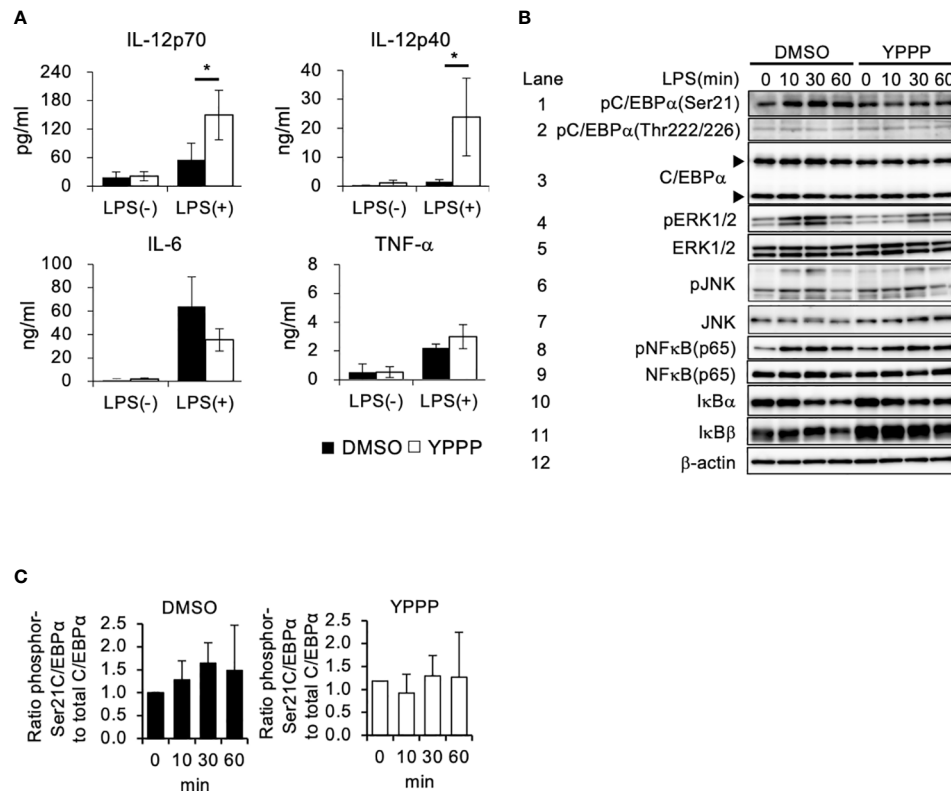 A
IL-12p70
pg/ml
240
180
120
60
0
*
LPS(-) LPS(+)
IL-12p40
ng/ml
40
30
20
10
0
*
LPS(-) LPS(+)
IL-6
ng/ml
100
80
60
40
20
0
LPS(-) LPS(+)
TNF-α
ng/ml
8
6
4
2
0
LPS(-) LPS(+)
DMSO YPPP
B
DMSO YPPP
Lane LPS(min) 0 10 30 60 0 10 30 60
1 pC/EBPα(Ser21)
2 pC/EBPα(Thr222/226)
3 C/EBPα
4 pERK1/2
5 ERK1/2
6 pJNK
7 JNK
8 pNFκB(p65)
9 NFκB(p65)
10 IκBα
11 IκBβ
12 β-actin
C
DMSO
Ratio phosphor-
Ser21C/EBPα
to total C/EBPα
2.5
2.0
1.5
1.0
0.5
0.0
0 10 30 60
min
YPPP
Ratio phosphor-
Ser21C/EBPα
to total C/EBPα
2.5
2.0
1.5
1.0
0.5
0.0
0 10 30 60
min